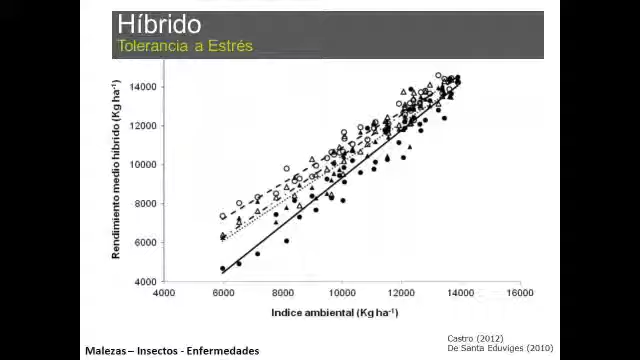 Híbrido
Tolerancia a Estrés
Rendimiento medio híbrido (Kg ha⁻¹)
14000
12000
10000
8000
6000
4000
4000
6000
8000
10000
12000
14000
16000
Indice ambiental (Kg ha⁻¹)
Castro (2012)
De Santa Eduviges (2010)
Malezas – Insectos - Enfermedades